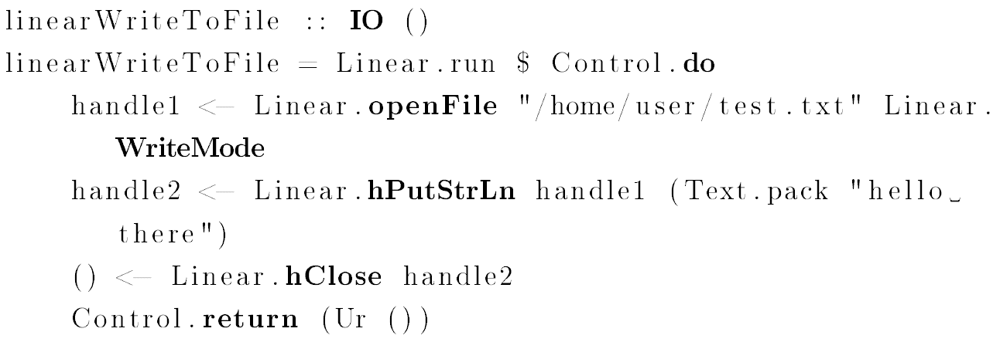 linearWriteToFile :: IO ()
linearWriteToFile = Linear.run $ Control.do
handle1 <- Linear.openFile "/home/user/test.txt" Linear.
WriteMode
handle2 <- Linear.hPutStrLn handle1 (Text.pack "hello␣
there")
() <- Linear.hClose handle2
Control.return (Ur ())